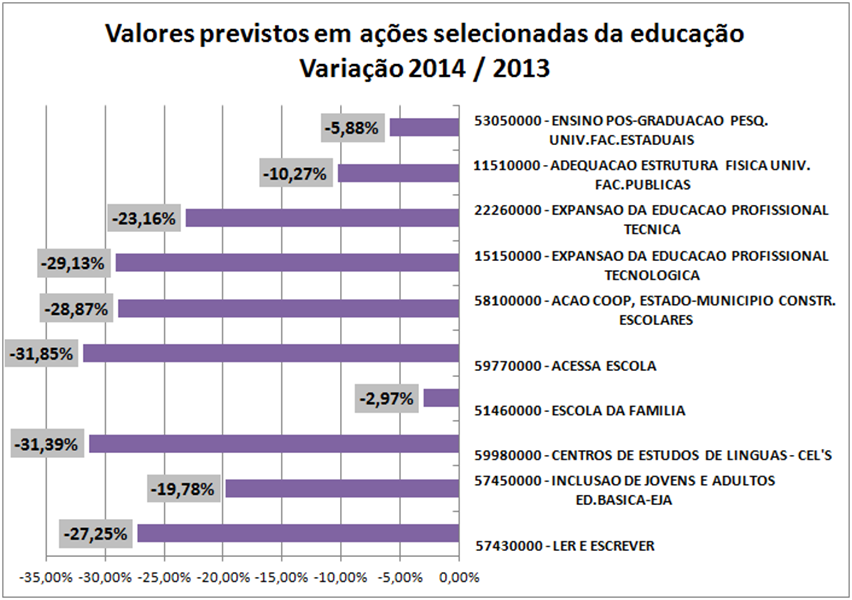 Valores previstos em ações selecionadas da educação
Variação 2014 / 2013
-5,88%
53050000 - ENSINO POS-GRADUACAO PESQ.
UNIV.FAC.ESTADUAIS
-10,27%
11510000 - ADEQUACAO ESTRUTURA FISICA UNIV.
FAC.PUBLICAS
-23,16%
22260000 - EXPANSAO DA EDUCACAO PROFISSIONAL
TECNICA
-29,13%
15150000 - EXPANSAO DA EDUCACAO PROFISSIONAL
TECNOLOGICA
-28,87%
58100000 - ACAO COOP, ESTADO-MUNICIPIO CONSTR.
ESCOLARES
-31,85%
59770000 - ACESSA ESCOLA
-2,97%
51460000 - ESCOLA DA FAMILIA
-31,39%
59980000 - CENTROS DE ESTUDOS DE LINGUAS - CEL'S
-19,78%
57450000 - INCLUSAO DE JOVENS E ADULTOS
ED.BASICA-EJA
-27,25%
57430000 - LER E ESCREVER
-35,00% -30,00% -25,00% -20,00% -15,00% -10,00% -5,00% 0,00%